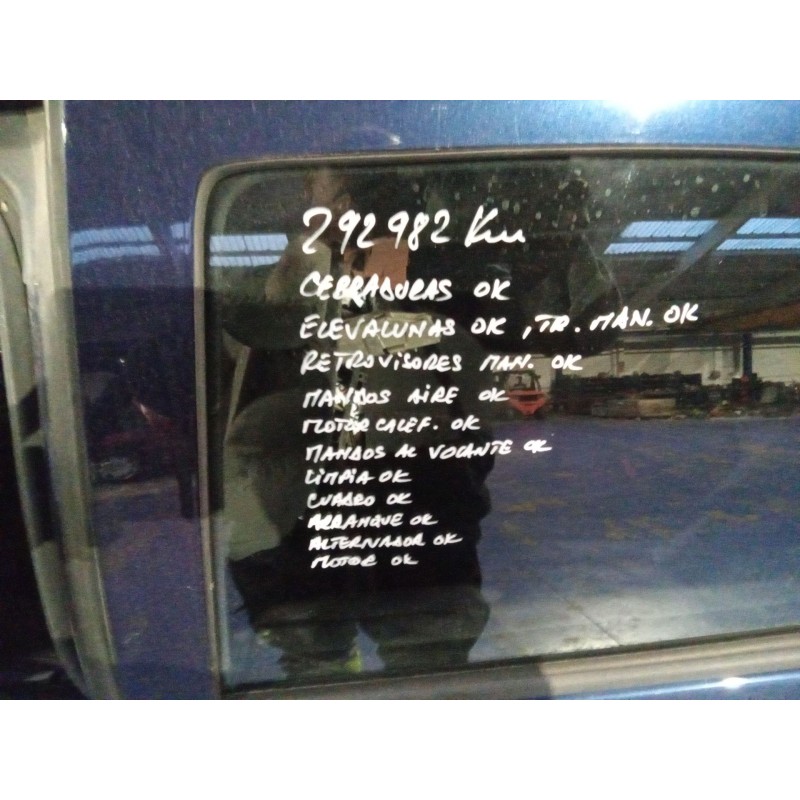 292982 Km
CERRADURAS OK
ELEVALUNAS OK, TR. MAN. OK
RETROVISORES MAN. OK
MANDOS AIRE OK
MOTOR CALEF. OK
MANDOS AL VOLANTE OK
LIMPIA OK
CUADRO OK
ARRANQUE OK
ALTERNADOR OK
MOTOR OK